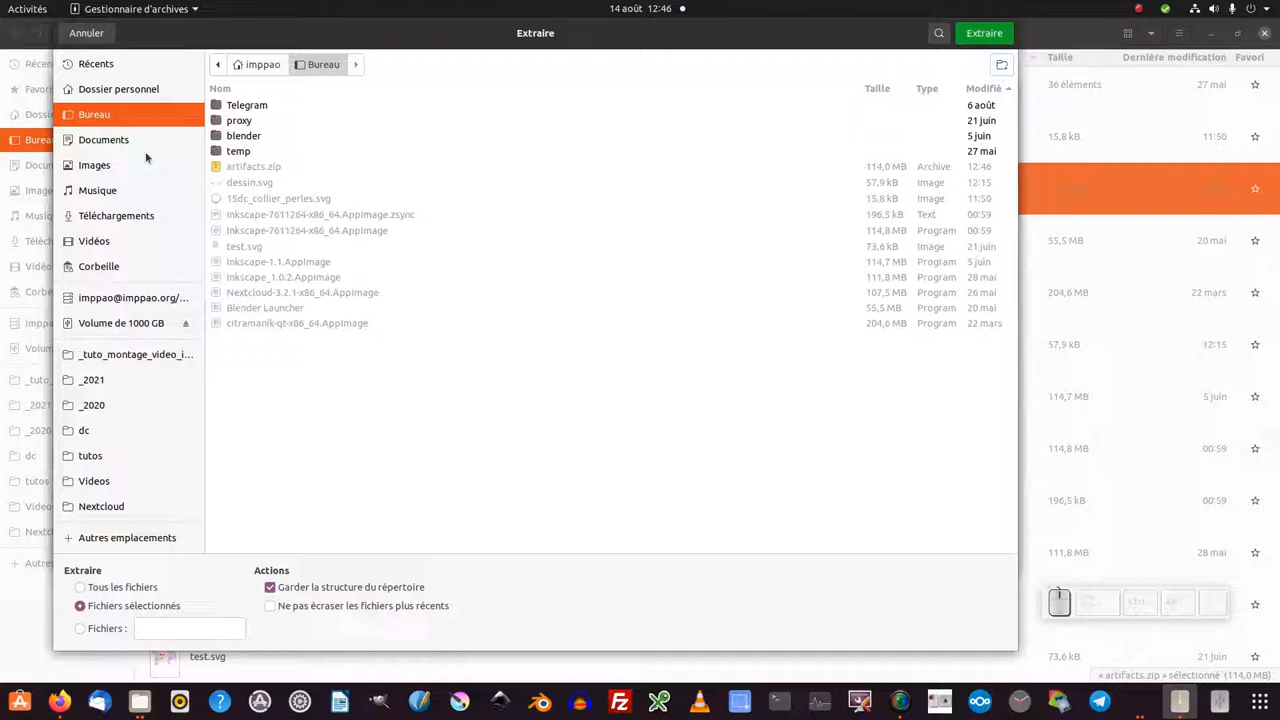 Activités
Gestionnaire d'archives
14 août 12:46
Annuler
Extraire
Extraire
Récents
Dossier personnel
Bureau
Documents
Images
Musique
Téléchargements
Vidéos
Corbeille
imppao@imppao.org/...
Volume de 1000 GB
_tuto_montage_video_i...
_2021
_2020
dc
tutos
Videos
Nextcloud
Autres emplacements
imppao
Bureau
Nom Taille Type Modifié
Telegram 6 août
proxy 21 juin
blender 5 juin
temp 27 mai
artifacts.zip 114,0 MB Archive 12:46
dessin.svg 57,9 kB Image 12:15
15dc_collier_perles.svg 15,8 kB Image 11:50
Inkscape-7611264-x86_64.AppImage.zsync 196,5 kB Text 00:59
Inkscape-7611264-x86_64.AppImage 114,8 MB Program 00:59
test.svg 73,6 kB Image 21 juin
Inkscape-1.1.AppImage 114,7 MB Program 5 juin
Inkscape_1.0.2.AppImage 111,8 MB Program 28 mai
Nextcloud-3.2.1-x86_64.AppImage 107,5 MB Program 26 mai
Blender Launcher 55,5 MB Program 20 mai
citramanik-qt-x86_64.AppImage 204,6 MB Program 22 mars
Extraire
Tous les fichiers
Fichiers sélectionnés
Fichiers :
Actions
Garder la structure du répertoire
Ne pas écraser les fichiers plus récents
Taille Dernière modification Favori
36 éléments 27 mai
15,8 kB 11:50
55,5 MB 20 mai
204,6 MB 22 mars
57,9 kB 12:15
114,7 MB 5 juin
114,8 MB 00:59
196,5 kB 00:59
111,8 MB 28 mai
test.svg 73,6 kB 21 juin
« artifacts.zip » sélectionné (114,0 MB)